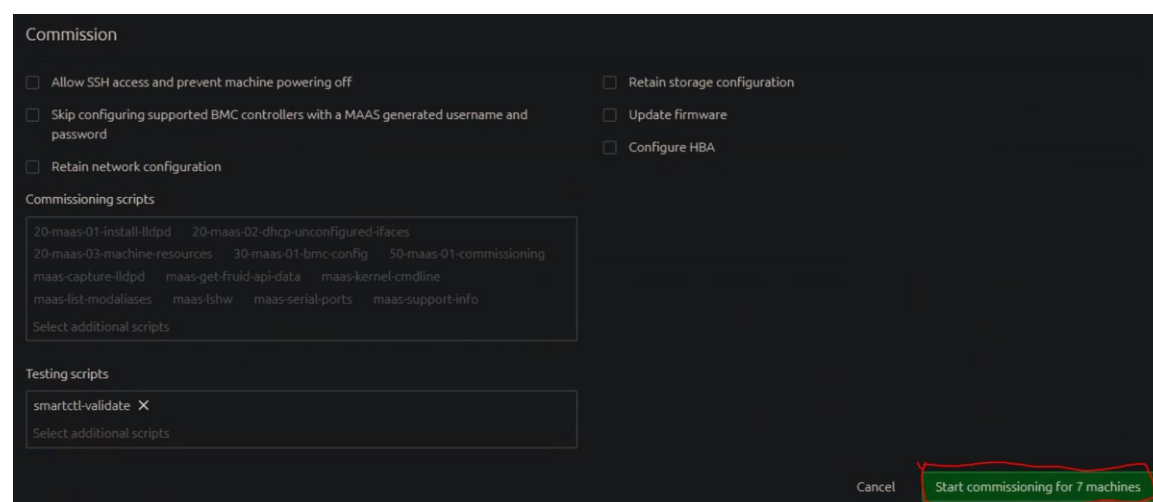 Commission
Allow SSH access and prevent machine powering off
Skip configuring supported BMC controllers with a MAAS generated username and
password
Retain network configuration
Retain storage configuration
Update firmware
Configure HBA
Commissioning scripts
20-maas-01-install-lldpd 20-maas-02-dhcp-unconfigured-ifaces
20-maas-03-machine-resources 30-maas-01-bmc-config 50-maas-01-commissioning
maas-capture-lldpd maas-get-fruid-api-data maas-kernel-cmdline
maas-list-modaliases maas-lshw maas-serial-ports maas-support-info
Select additional scripts
Testing scripts
smartctl-validate
Select additional scripts
Cancel Start commissioning for 7 machines